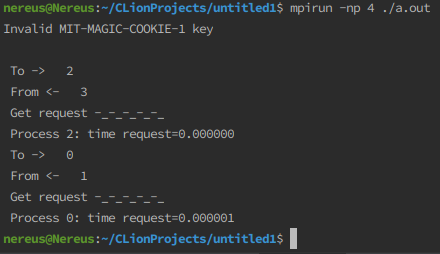 nereus@Nereus:~/CLionProjects/untitled1$ mpirun -np 4 ./a.out
Invalid MIT-MAGIC-COOKIE-1 key
To -> 2
From <- 3
Get request -_-_-_-_-_
Process 2: time request=0.000000
To -> 0
From <- 1
Get request -_-_-_-_-_
Process 0: time request=0.000001
nereus@Nereus:~/CLionProjects/untitled1$